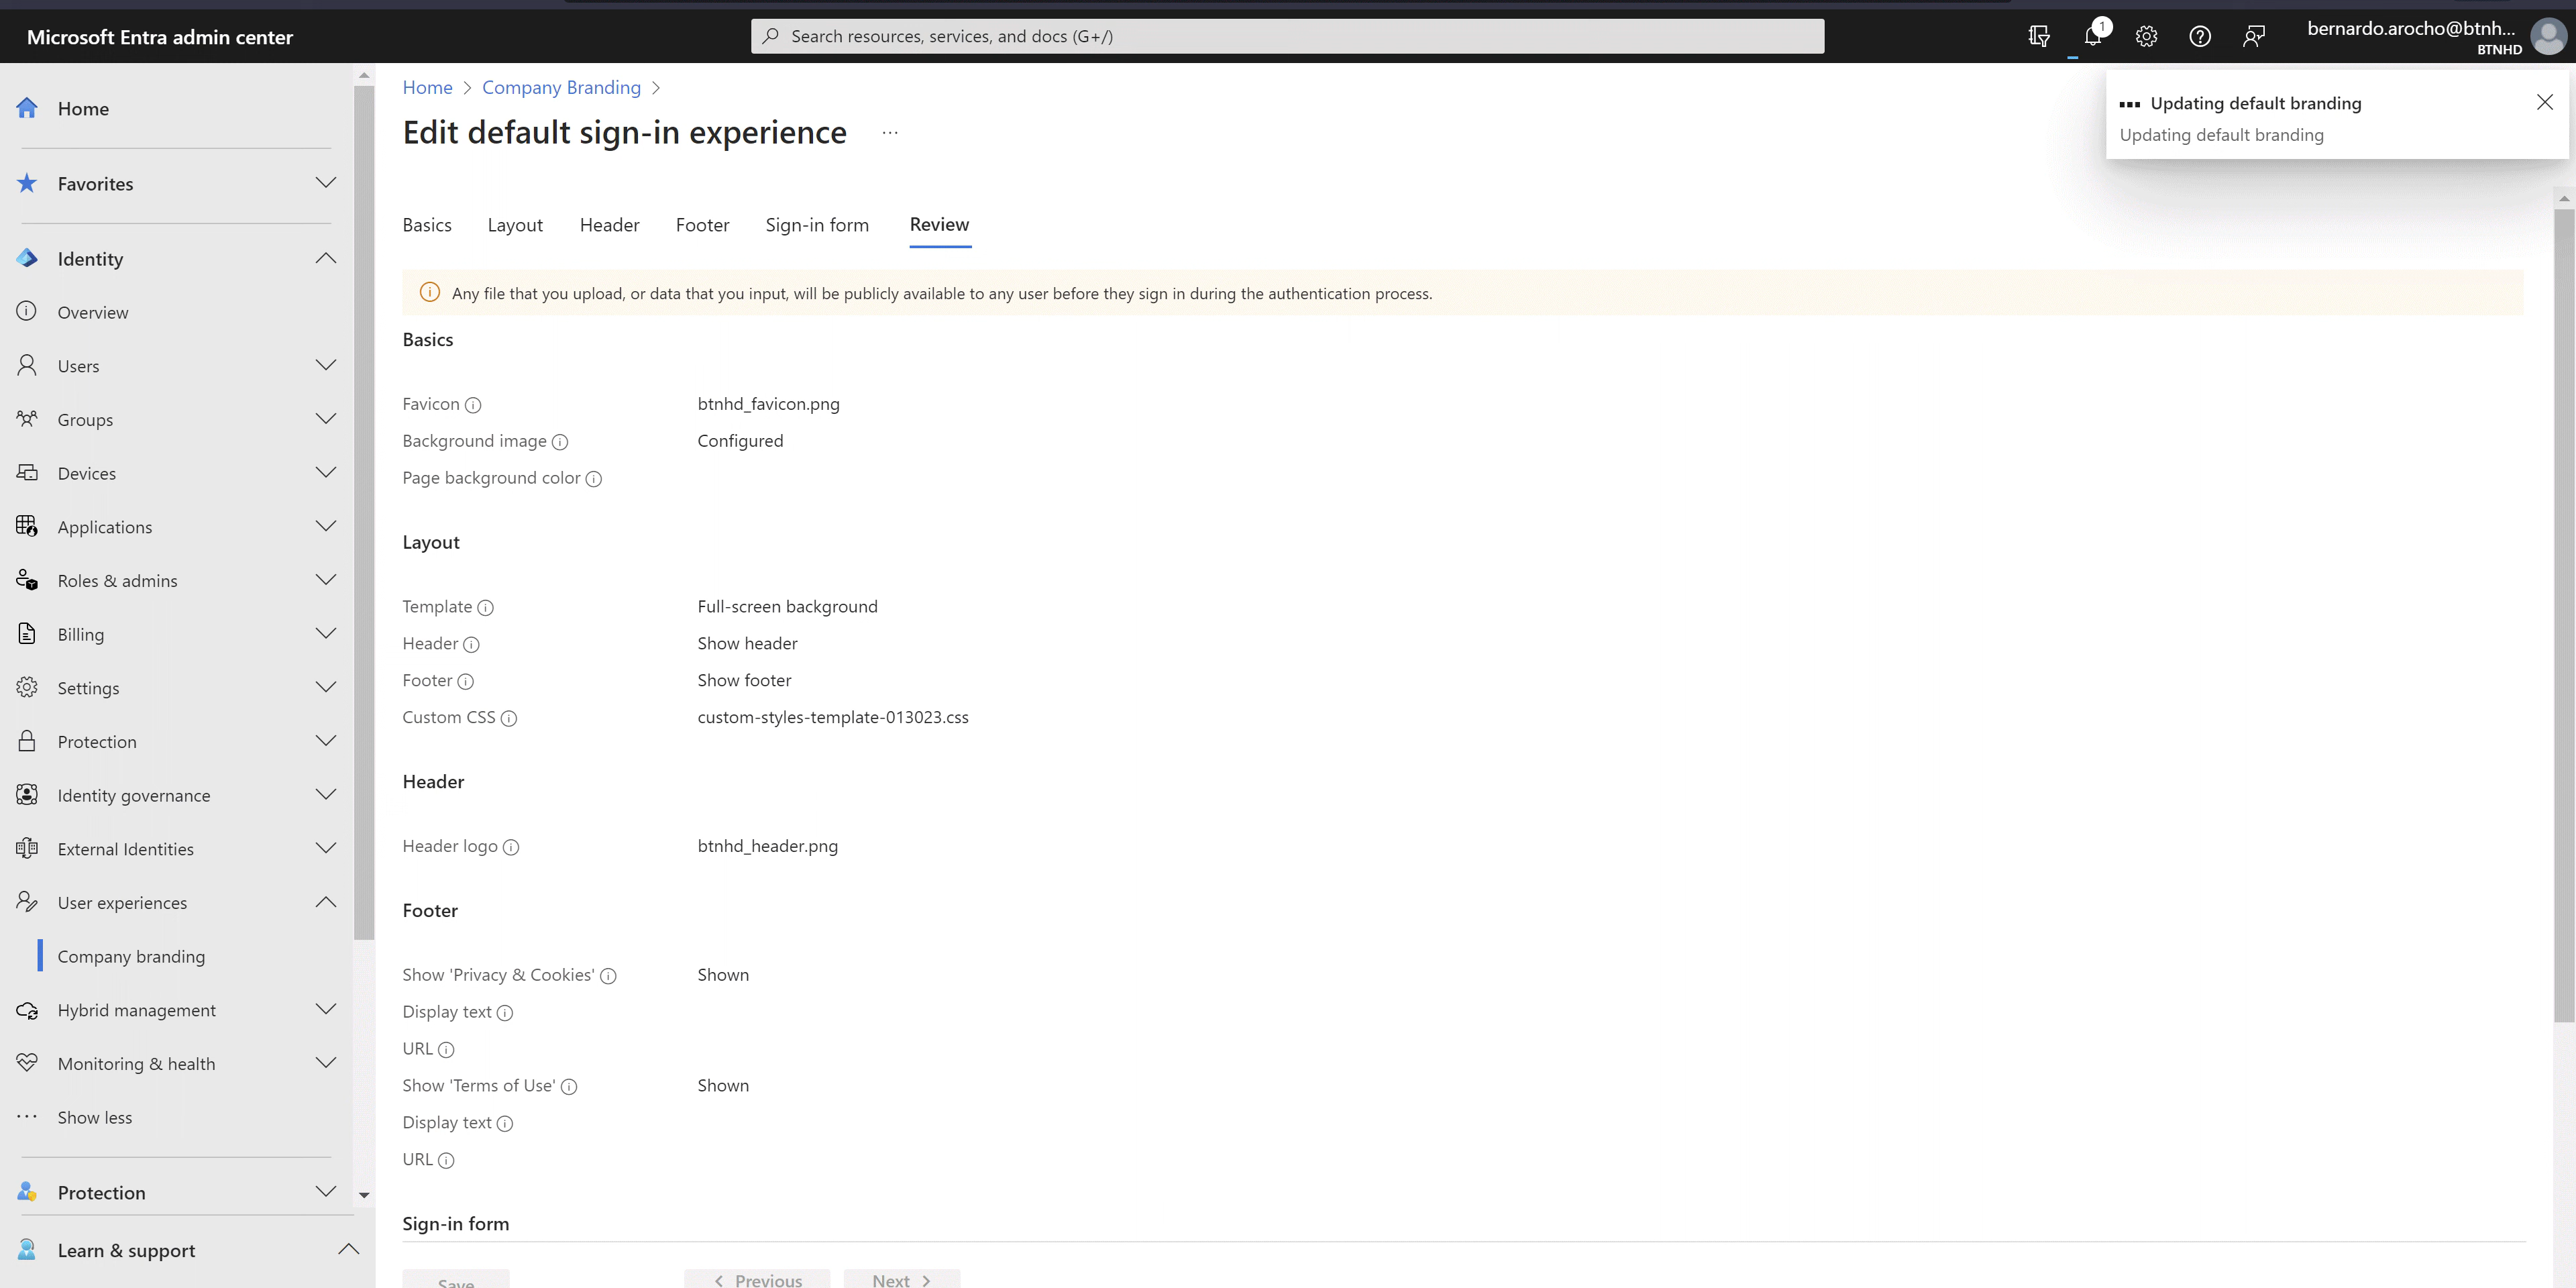 Microsoft Entra admin center
Search resources, services, and docs (G+/)
1
bernardo.arocho@btnh...
BTNHD
Updating default branding
Updating default branding
Home
Favorites
Identity
Overview
Users
Groups
Devices
Applications
Roles & admins
Billing
Settings
Protection
Identity governance
External Identities
User experiences
Company branding
Hybrid management
Monitoring & health
Show less
Protection
Learn & support
Home > Company Branding >
Edit default sign-in experience ...
Basics Layout Header Footer Sign-in form Review
Any file that you upload, or data that you input, will be publicly available to any user before they sign in during the authentication process.
Basics
Favicon btnhd_favicon.png
Background image Configured
Page background color
Layout
Template Full-screen background
Header Show header
Footer Show footer
Custom CSS custom-styles-template-013023.css
Header
Header logo btnhd_header.png
Footer
Show 'Privacy & Cookies' Shown
Display text
URL
Show 'Terms of Use' Shown
Display text
URL
Sign-in form
Save < Previous Next >